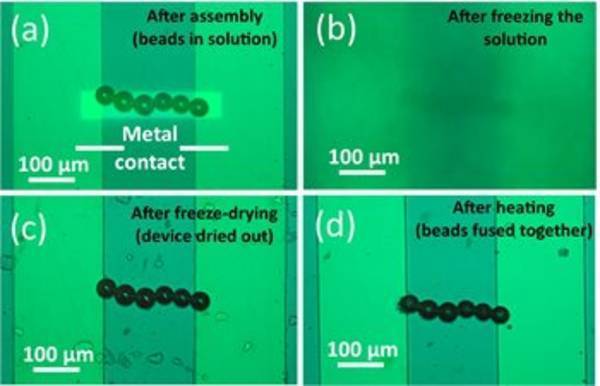 (a)
After assembly
(beads in solution)
Metal
contact
100 µm
(b)
After freezing the
solution
100 µm
(c)
After freeze-drying
(device dried out)
100 µm
(d)
After heating
(beads fused together)
100 µm